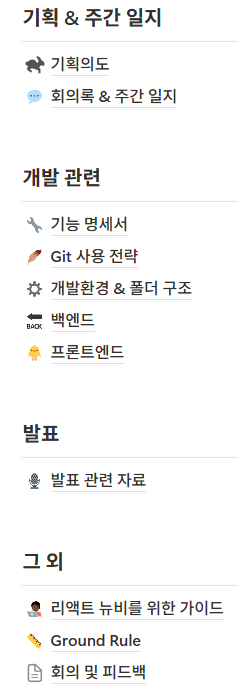 기획 & 주간 일지
기획의도
회의록 & 주간 일지
개발 관련
기능 명세서
Git 사용 전략
개발환경 & 폴더 구조
BACK
백엔드
프론트엔드
발표
발표 관련 자료
그 외
리액트 뉴비를 위한 가이드
Ground Rule
회의 및 피드백